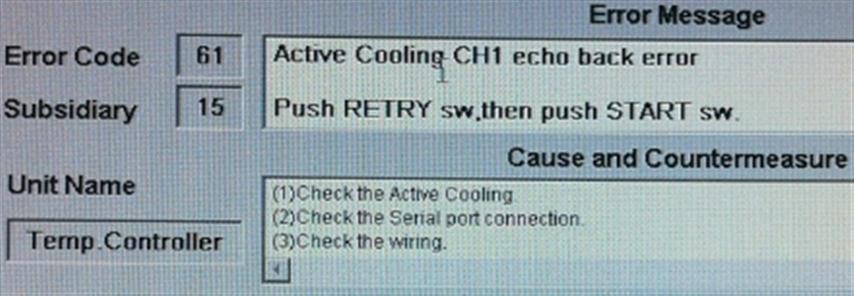 Error Message
Error Code 61 Active Cooling CH1 echo back error
Subsidiary 15 Push RETRY sw,then push START sw.
Cause and Countermeasure
Unit Name
(1)Check the Active Cooling.
(2)Check the Serial port connection.
(3)Check the wiring.
Temp.Controller